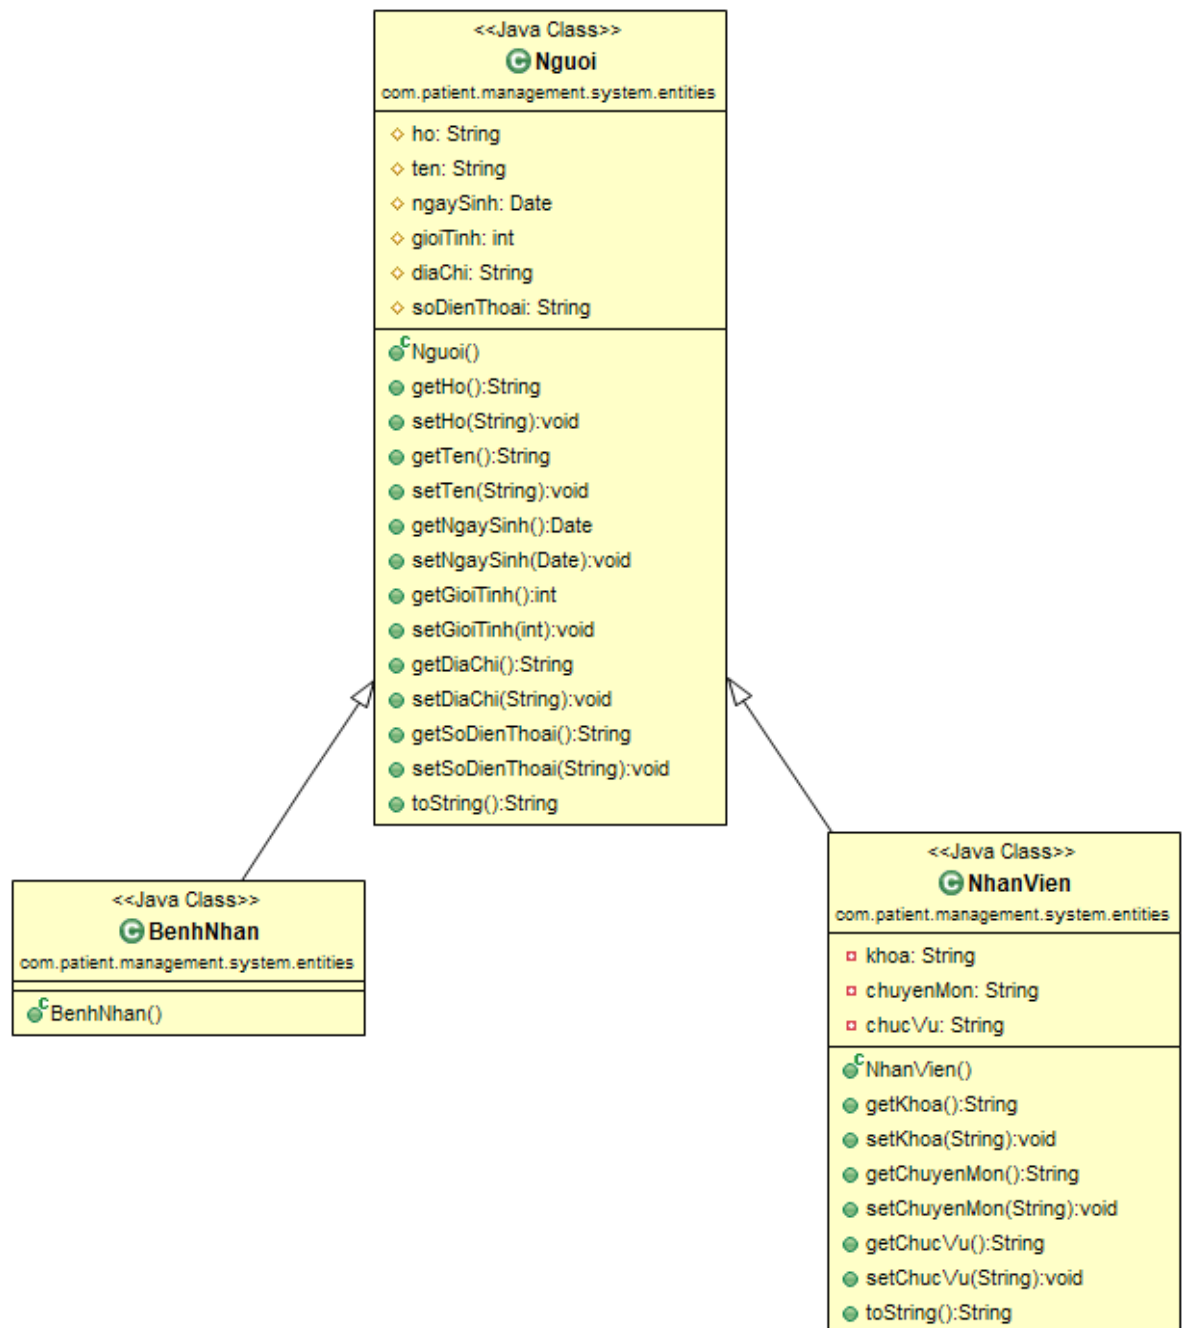 <<Java Class>>
Nguoi
com.patient.management.system.entities
ho: String
ten: String
ngaySinh: Date
gioiTinh: int
diaChi: String
soDienThoai: String
Nguoi()
getHo():String
setHo(String):void
getTen():String
setTen(String):void
getNgaySinh():Date
setNgaySinh(Date):void
getGioiTinh():int
setGioiTinh(int):void
getDiaChi():String
setDiaChi(String):void
getSoDienThoai():String
setSoDienThoai(String):void
toString():String
<<Java Class>>
BenhNhan
com.patient.management.system.entities
BenhNhan()
<<Java Class>>
NhanVien
com.patient.management.system.entities
khoa: String
chuyenMon: String
chucVu: String
NhanVien()
getKhoa():String
setKhoa(String):void
getChuyenMon():String
setChuyenMon(String):void
getChucVu():String
setChucVu(String):void
toString():String